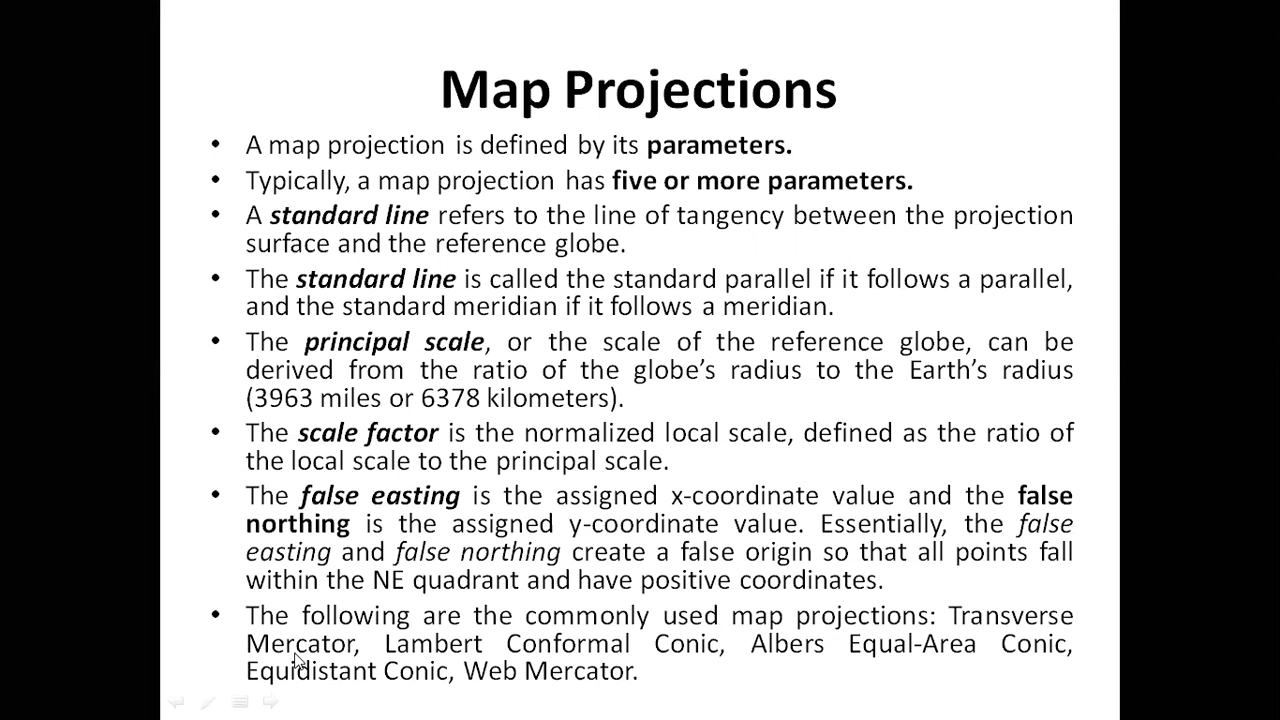 Map Projections
• A map projection is defined by its parameters.
• Typically, a map projection has five or more parameters.
• A standard line refers to the line of tangency between the projection
surface and the reference globe.
• The standard line is called the standard parallel if it follows a parallel,
and the standard meridian if it follows a meridian.
• The principal scale, or the scale of the reference globe, can be
derived from the ratio of the globe’s radius to the Earth’s radius
(3963 miles or 6378 kilometers).
• The scale factor is the normalized local scale, defined as the ratio of
the local scale to the principal scale.
• The false easting is the assigned x-coordinate value and the false
northing is the assigned y-coordinate value. Essentially, the false
easting and false northing create a false origin so that all points fall
within the NE quadrant and have positive coordinates.
• The following are the commonly used map projections: Transverse
Mercator, Lambert Conformal Conic, Albers Equal-Area Conic,
Equidistant Conic, Web Mercator.